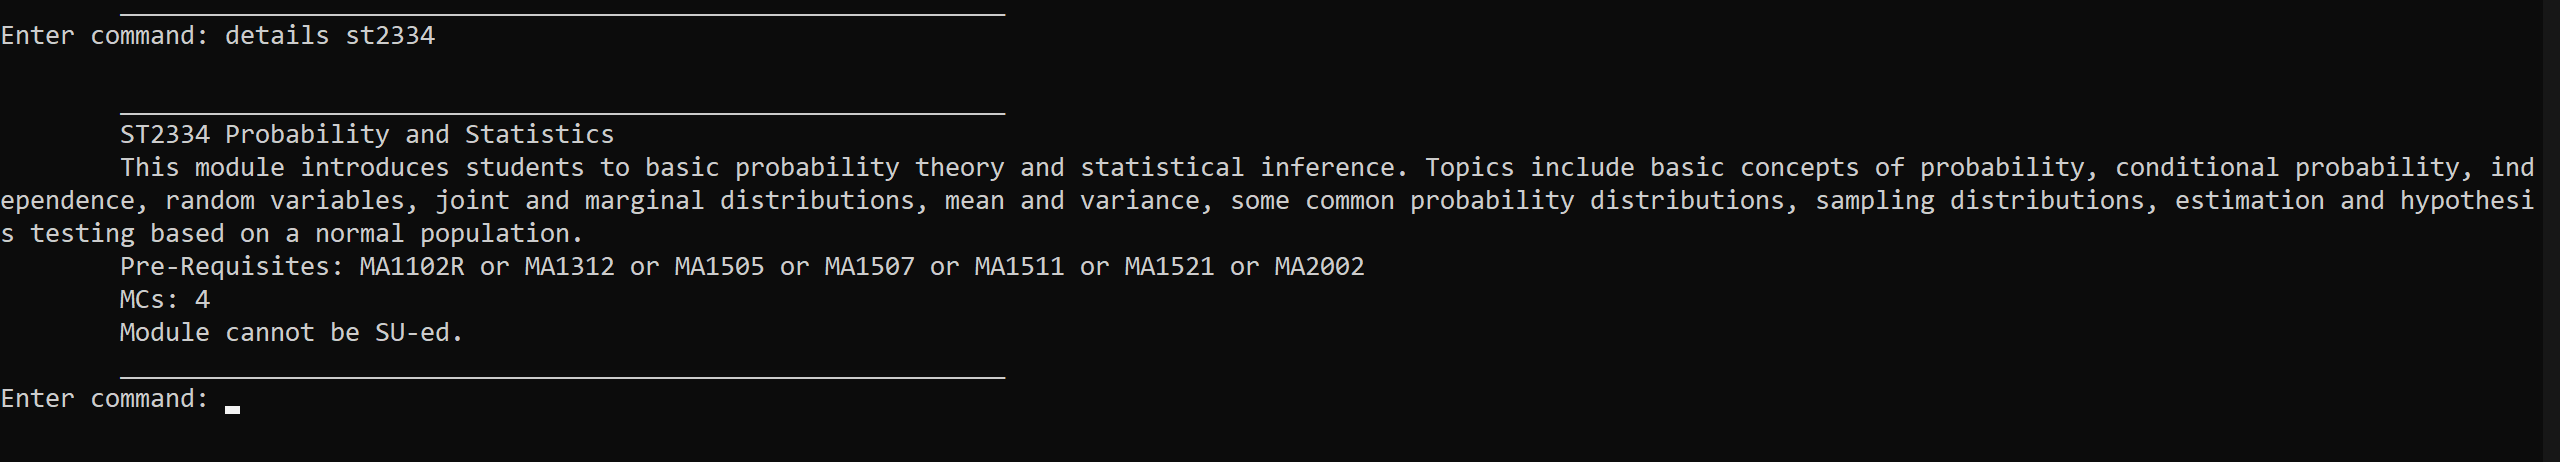 Enter command: details st2334
ST2334 Probability and Statistics
This module introduces students to basic probability theory and statistical inference. Topics include basic concepts of probability, conditional probability, ind
ependence, random variables, joint and marginal distributions, mean and variance, some common probability distributions, sampling distributions, estimation and hypothesi
s testing based on a normal population.
Pre-Requisites: MA1102R or MA1312 or MA1505 or MA1507 or MA1511 or MA1521 or MA2002
MCs: 4
Module cannot be SU-ed.
Enter command: